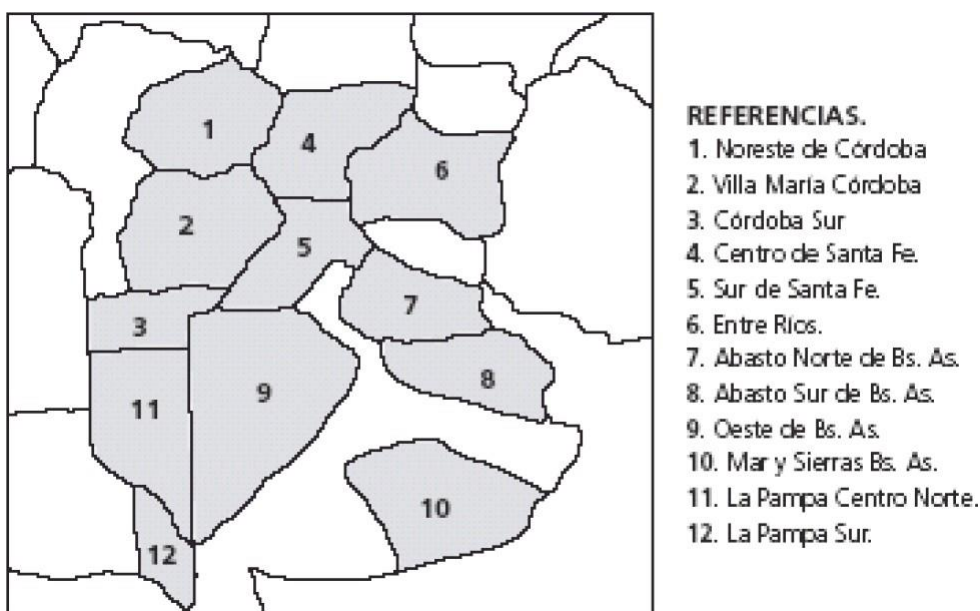 1
4
6
2
5
7
3
8
9
11
10
12
REFERENCIAS.
1. Noreste de Córdoba
2. Villa María Córdoba
3. Córdoba Sur
4. Centro de Santa Fe.
5. Sur de Santa Fe.
6. Entre Ríos.
7. Abasto Norte de Bs. As.
8. Abasto Sur de Bs. As.
9. Oeste de Bs. As.
10. Mar y Sierras Bs. As.
11. La Pampa Centro Norte.
12. La Pampa Sur.